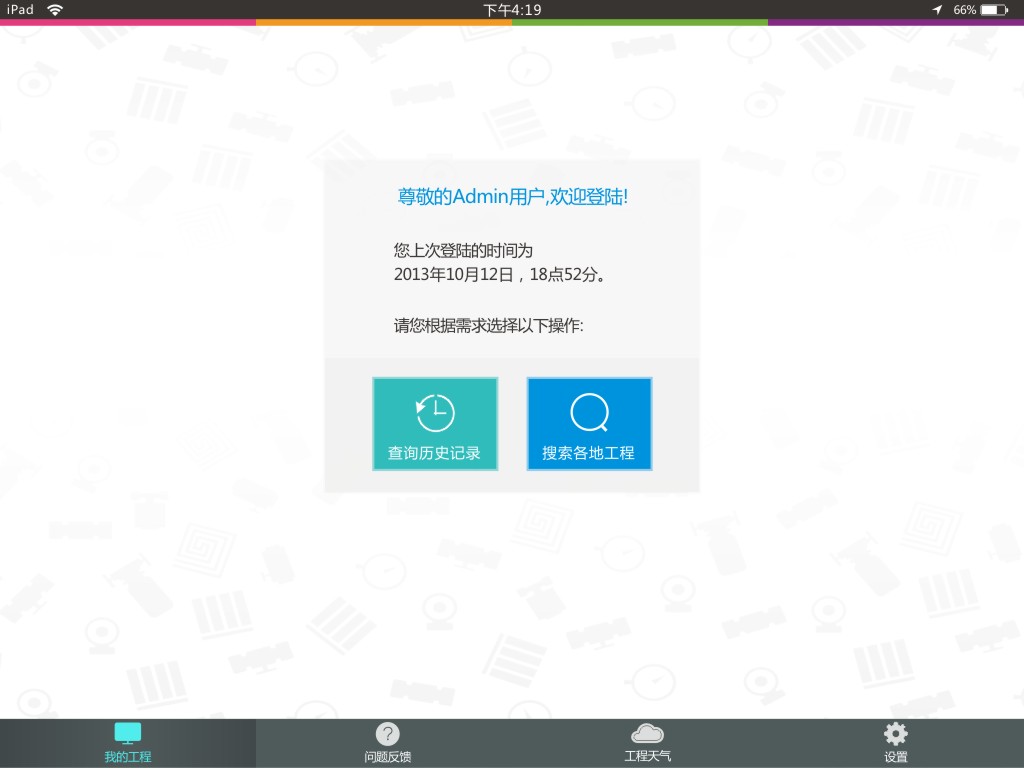 iPad 下午4:19 66%
尊敬的Admin用户,欢迎登陆!
您上次登陆的时间为
2013年10月12日，18点52分。
请您根据需求选择以下操作:
查询历史记录 搜索各地工程
我的工程 问题反馈 工程天气 设置